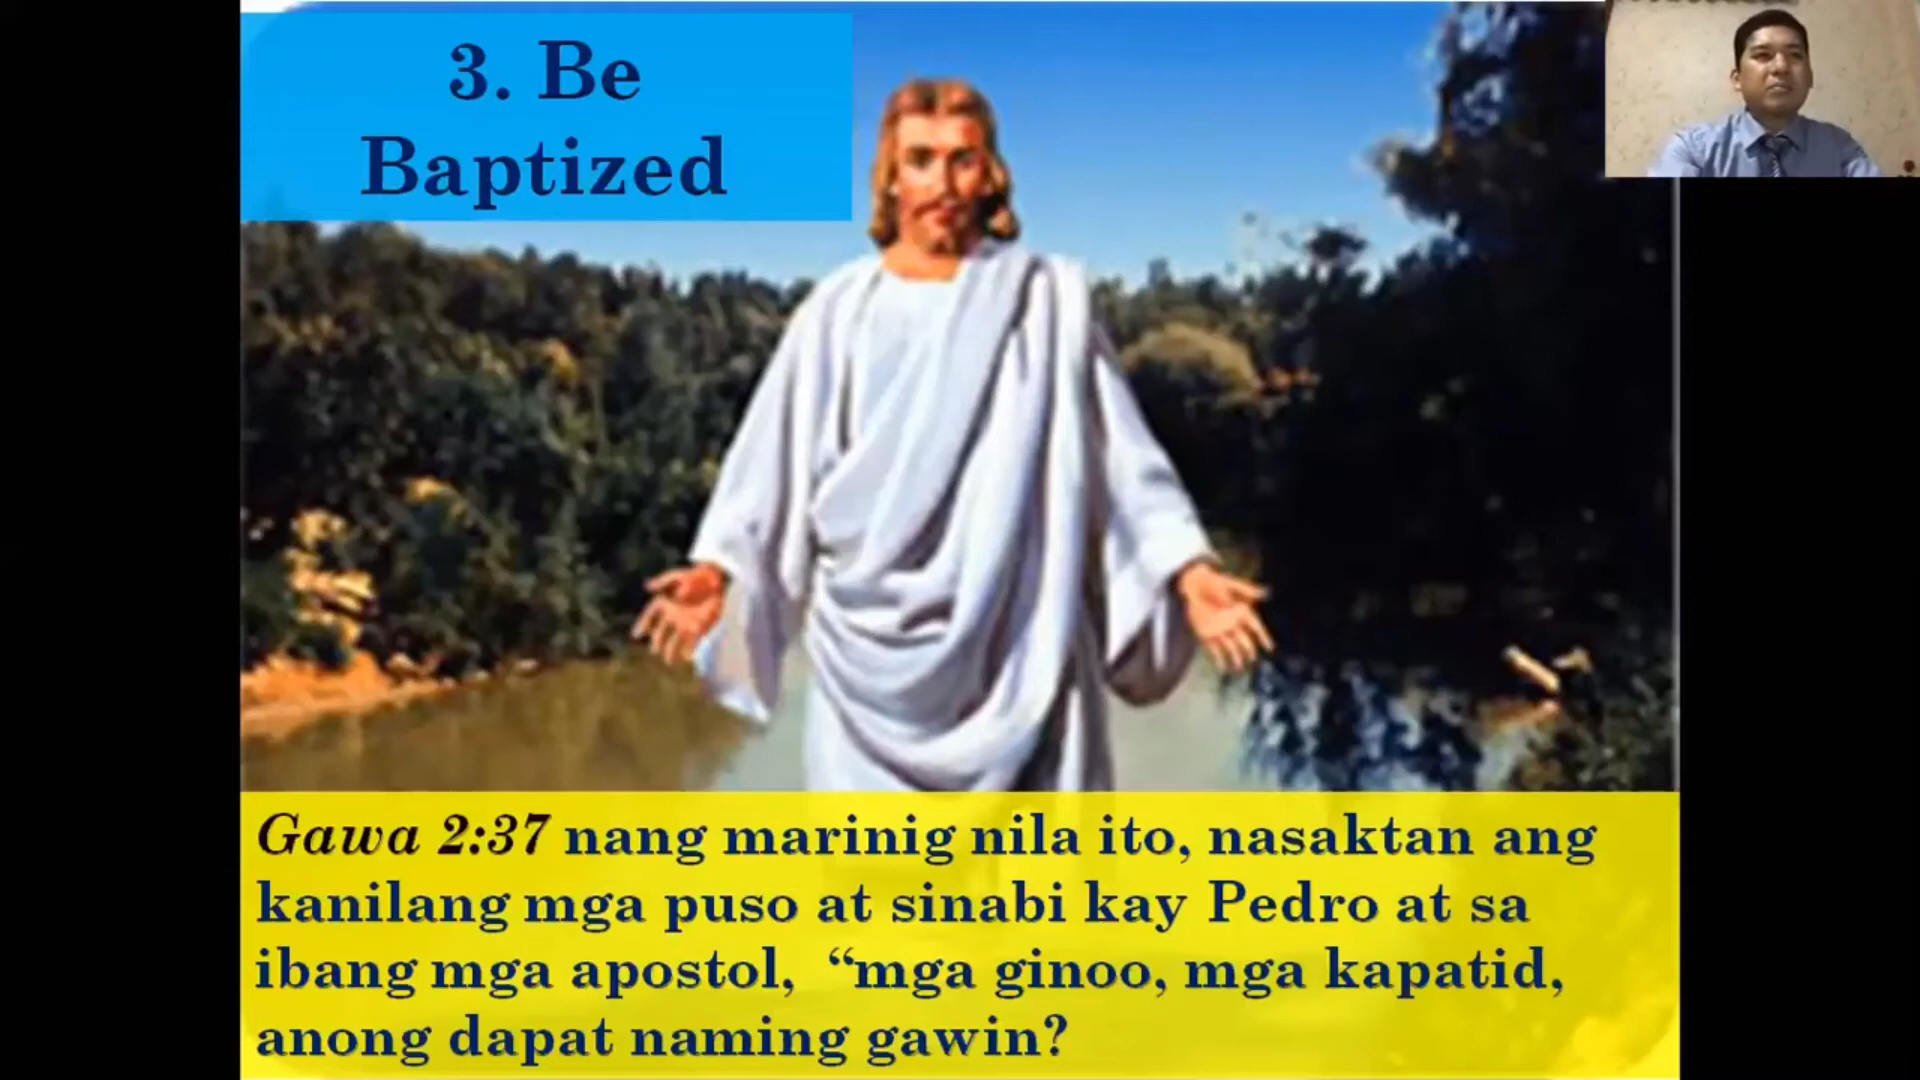 3. Be
Baptized
Gawa 2:37 nang marinig nila ito, nasaktan ang
kanilang mga puso at sinabi kay Pedro at sa
ibang mga apostol, “mga ginoo, mga kapatid,
anong dapat naming gawin?